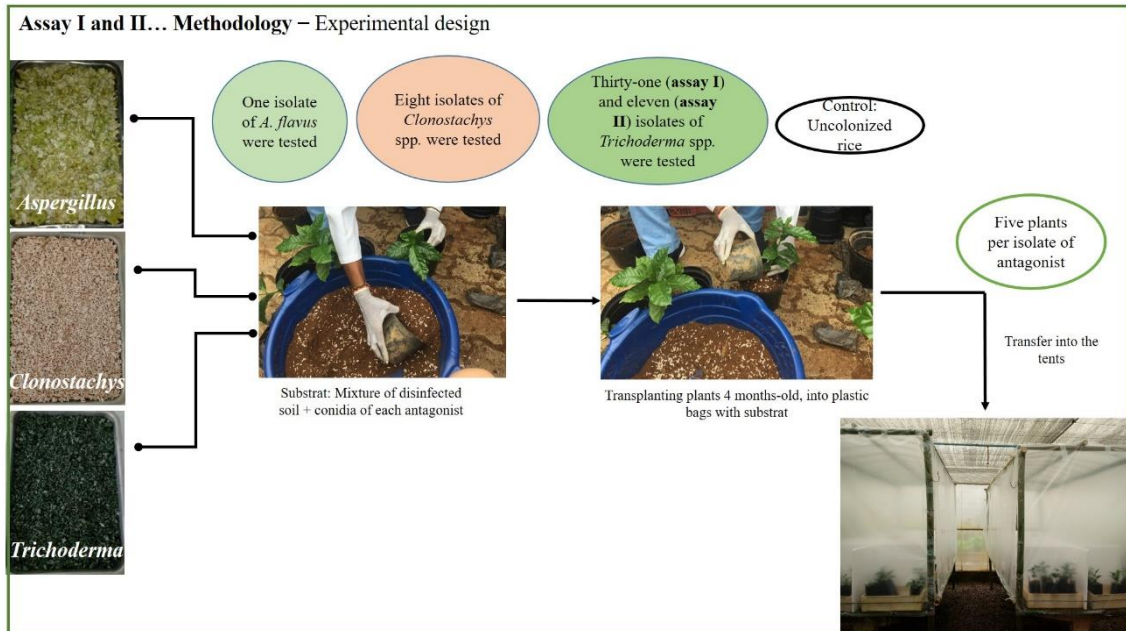 Assay I and II… Methodology – Experimental design
One isolate
of A. flavus
were tested
Eight isolates of
Clonostachys
spp. were tested
Thirty-one (assay I)
and eleven (assay
II) isolates of
Trichoderma spp.
were tested
Control:
Uncolonized
rice
Aspergillus
Clonostachys
Trichoderma
Substrat: Mixture of disinfected
soil + conidia of each antagonist
Transplanting plants 4 months-old, into plastic
bags with substrat
Five plants
per isolate of
antagonist
Transfer into the
tents